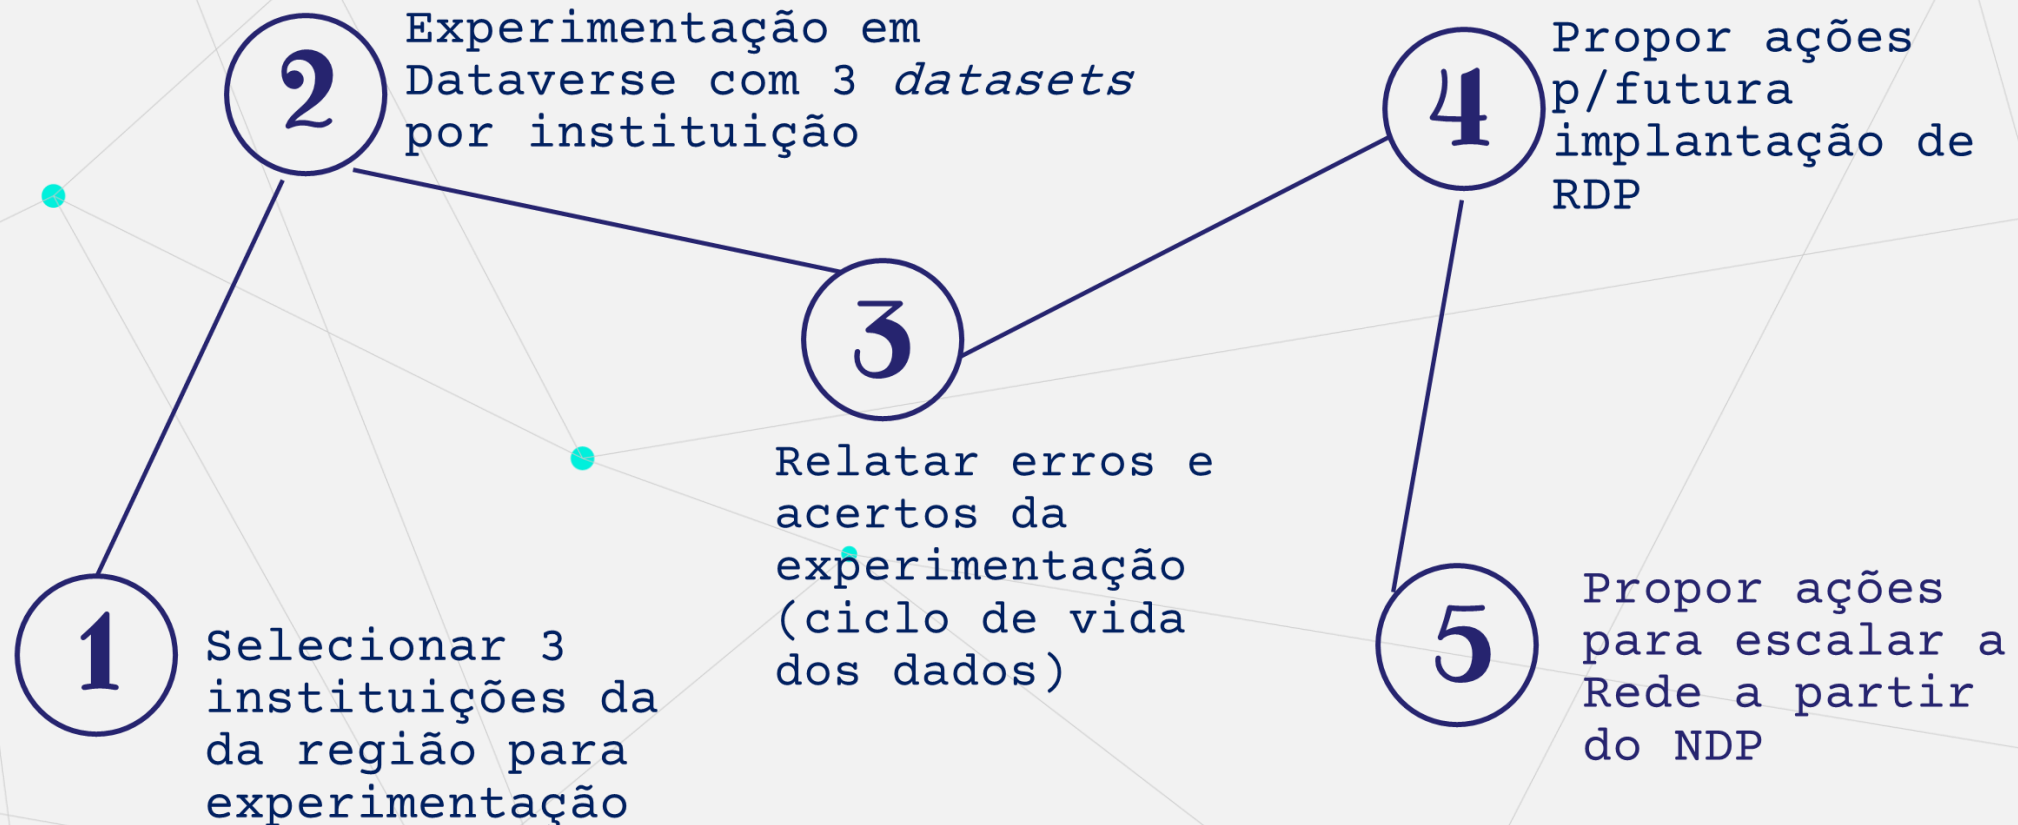 1
Selecionar 3
instituições da
da região para
experimentação
2
Experimentação em
Dataverse com 3 datasets
por instituição
3
Relatar erros e
acertos da
experimentação
(ciclo de vida
dos dados)
4
Propor ações
p/futura
implantação de
RDP
5
Propor ações
para escalar a
Rede a partir
do NDP